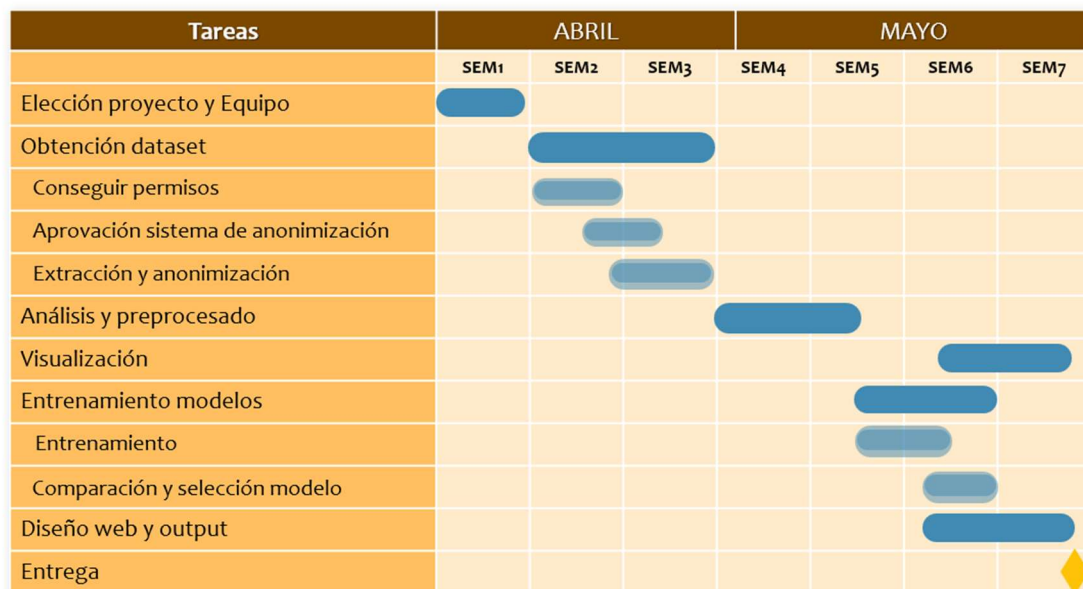 Tareas ABRIL MAYO
SEM1 SEM2 SEM3 SEM4 SEM5 SEM6 SEM7
Elección proyecto y Equipo
Obtención dataset
Conseguir permisos
Aprovación sistema de anonimización
Extracción y anonimización
Análisis y preprocesado
Visualización
Entrenamiento modelos
Entrenamiento
Comparación y selección modelo
Diseño web y output
Entrega